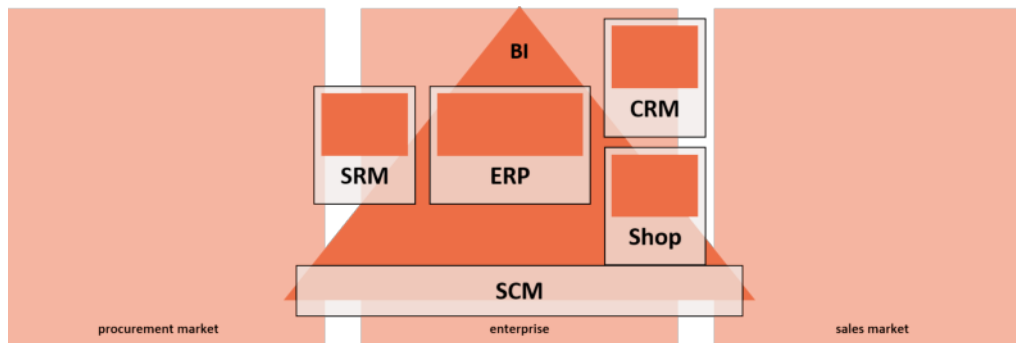 BI
CRM
SRM
ERP
Shop
SCM
procurement market
enterprise
sales market